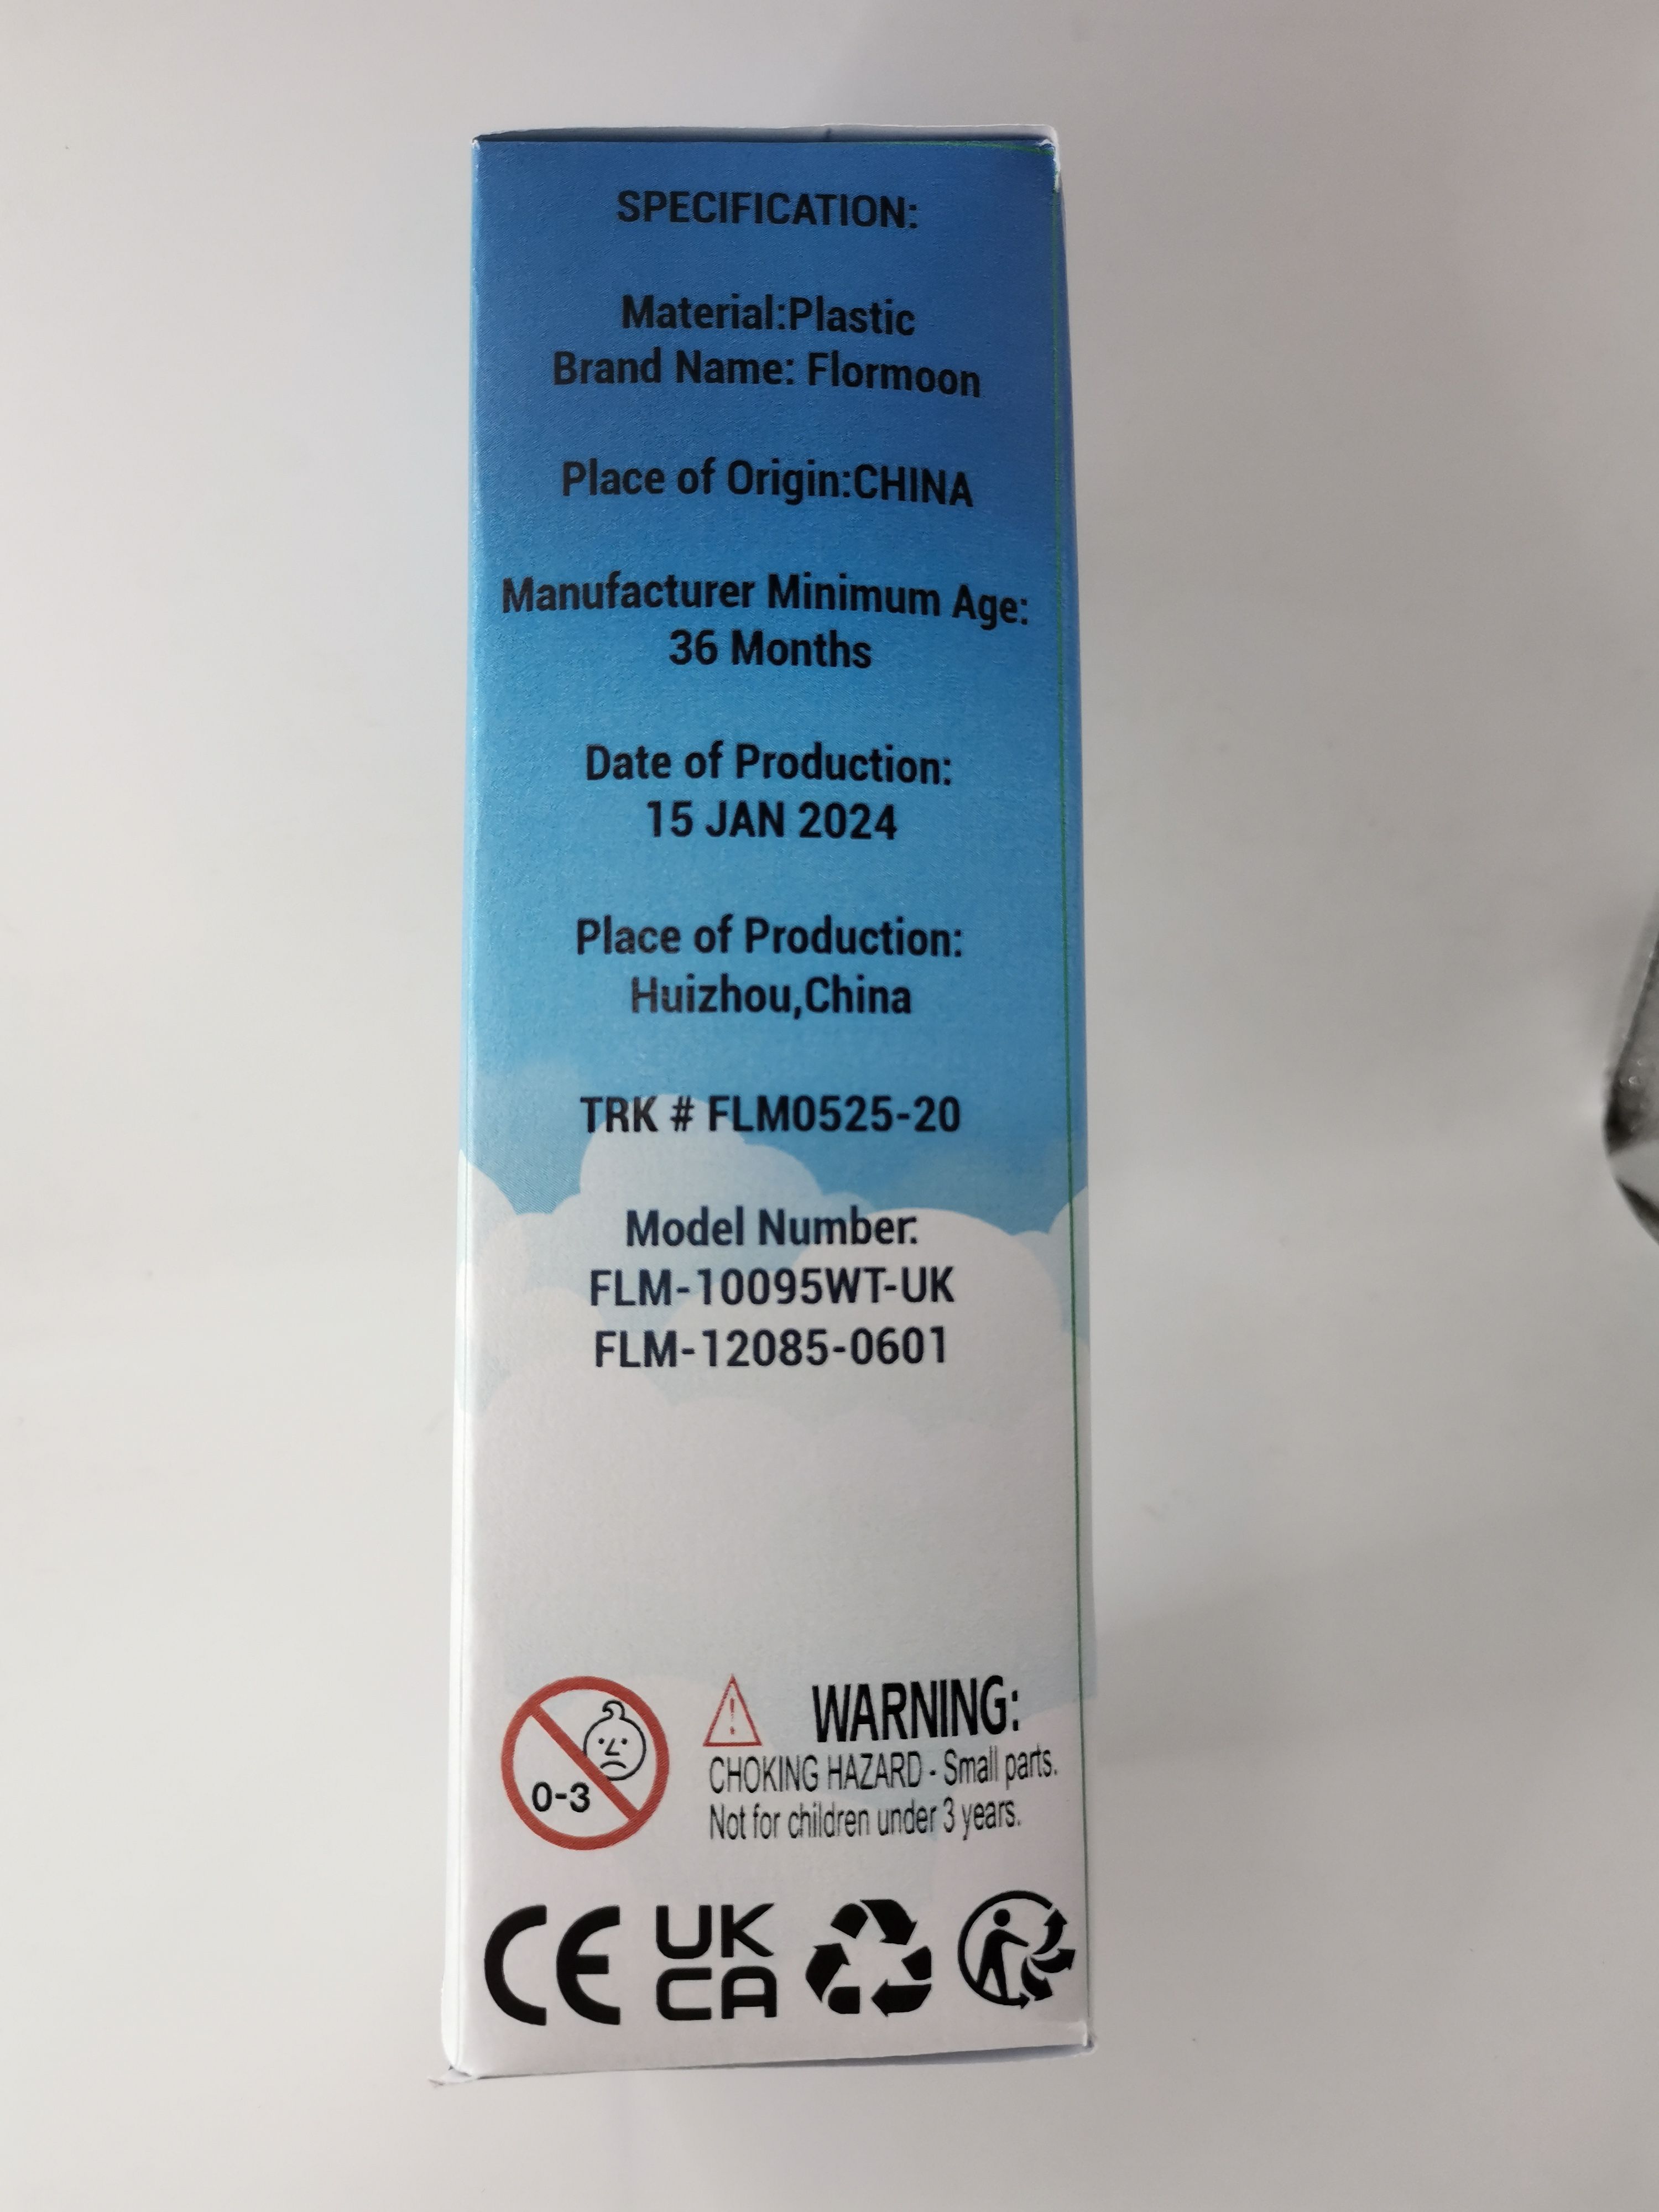 SPECIFICATION:
Material:Plastic
Brand Name: Flormoon
Place of Origin:CHINA
Manufacturer Minimum Age:
36 Months
Date of Production:
15 JAN 2024
Place of Production:
Huizhou,China
TRK # FLM0525-20
Model Number:
FLM-10095WT-UK
FLM-12085-0601
0-3
WARNING:
CHOKING HAZARD - Small parts.
Not for children under 3 years.
CE
UK
CA